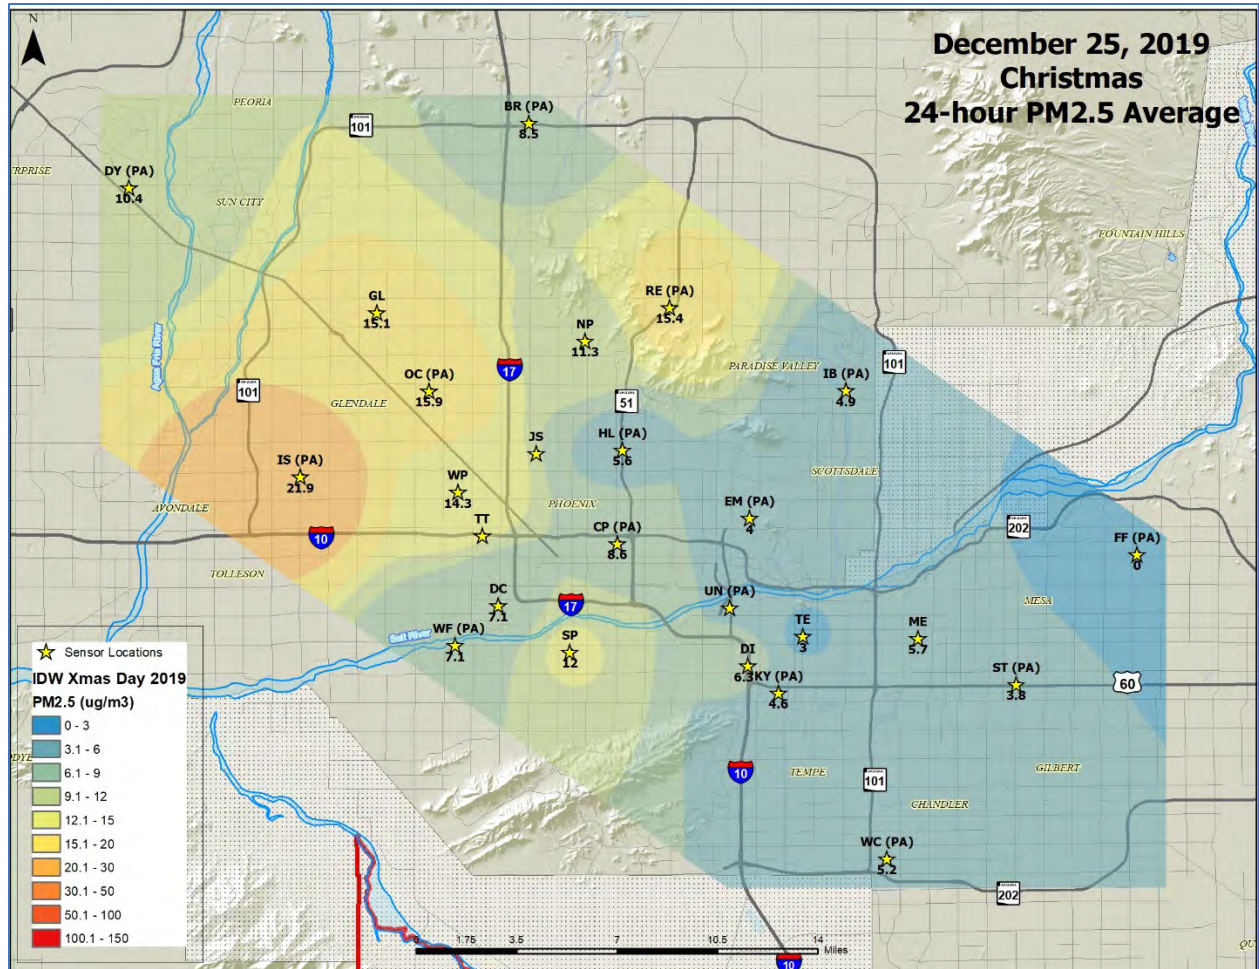 N
December 25, 2019
Christmas
24-hour PM2.5 Average
PEORIA
BR (PA)
8.5
101
DY (PA)
10.4
SUN CITY
FOUNTAIN HILLS
GL
15.1
RE (PA)
15.4
NP
11.3
Agua Fria River
17
PARADISE VALLEY
101
IB (PA)
4.9
OC (PA)
15.9
101
GLENDALE
51
JS
HL (PA)
5.6
IS (PA)
21.9
SCOTTSDALE
WP
14.3
PHOENIX
AVONDALE
EM (PA)
4
TT
CP (PA)
8.6
10
202
FF (PA)
0
TOLLESON
DC
7.1
17
UN (PA)
MESA
TE
3
ME
5.7
WF (PA)
7.1
Salt River
SP
12
DI
6.3
KY (PA)
4.6
ST (PA)
3.8
60
Sensor Locations
IDW Xmas Day 2019
PM2.5 (ug/m3)
0 - 3
3.1 - 6
6.1 - 9
9.1 - 12
12.1 - 15
15.1 - 20
20.1 - 30
30.1 - 50
50.1 - 100
100.1 - 150
10
TEMPE
101
GILBERT
CHANDLER
WC (PA)
5.2
202
0 1.75 3.5 7 10.5 14
Miles
10